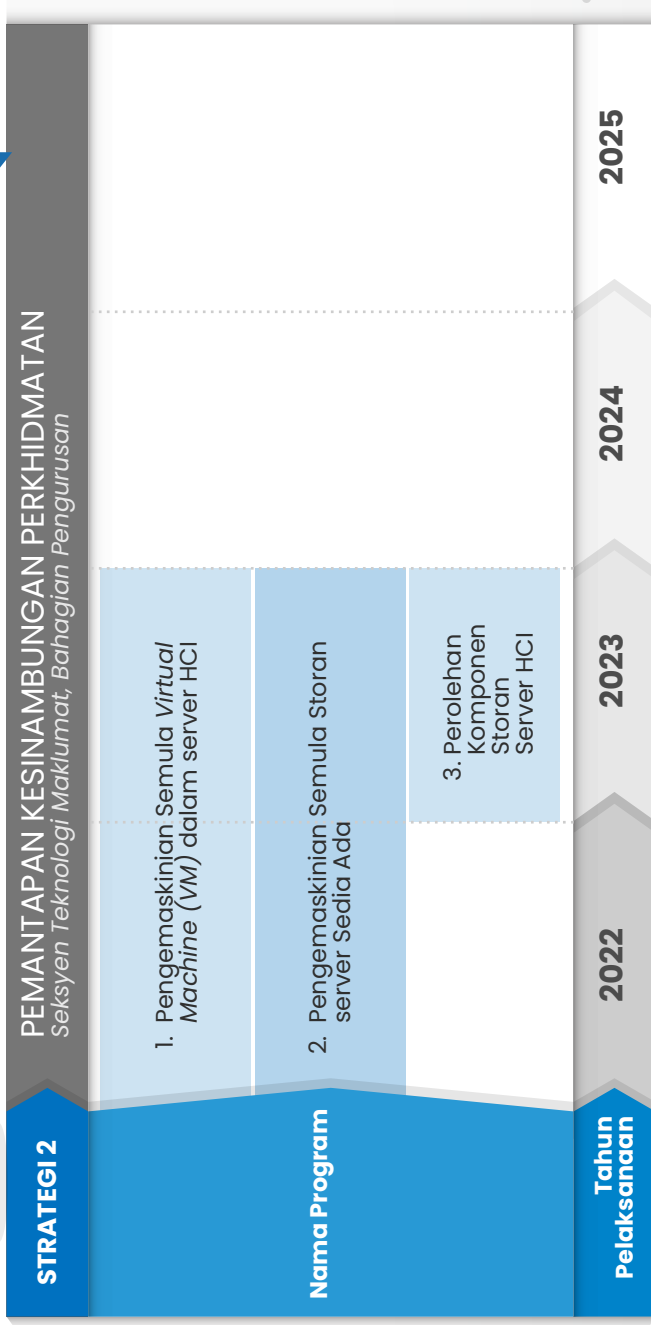 STRATEGI 2
PEMANTAPAN KESINAMBUNGAN PERKHIDMATAN
Seksyen Teknologi Maklumat, Bahagian Pengurusan
Nama Program
1. Pengemaskinian Semula Virtual
Machine (VM) dalam server HCI
2. Pengemaskinian Semula Storan
server Sedia Ada
3. Perolehan
Komponen
Storan
Server HCI
Tahun
Pelaksanaan
2022
2023
2024
2025